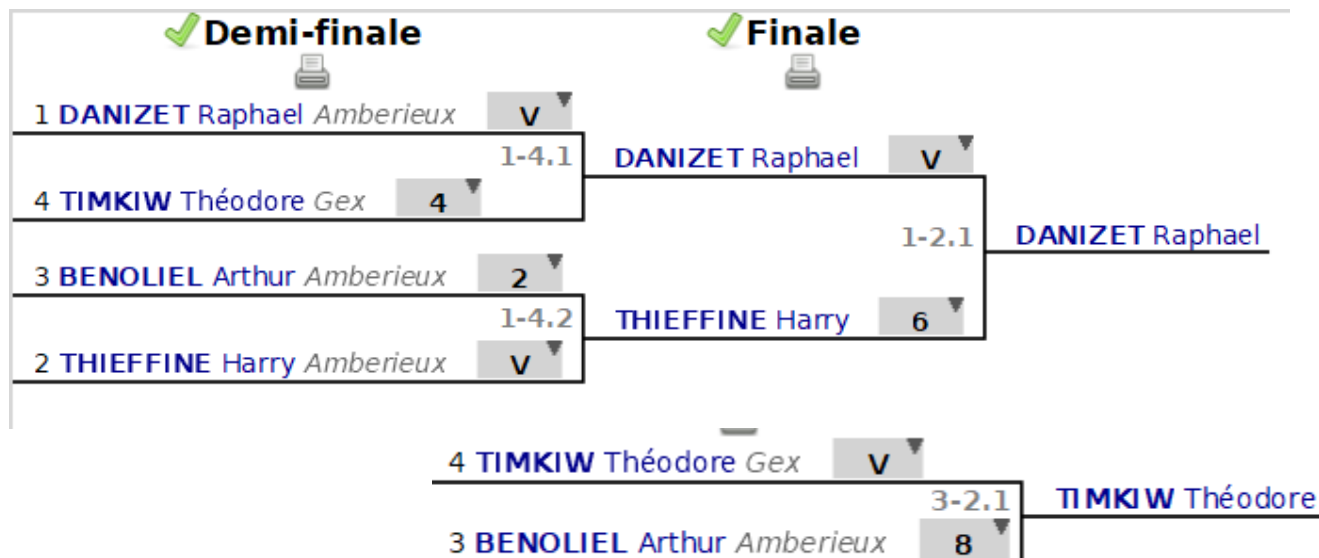 Demi-finale Finale
1 DANIZET Raphael Amberieux V
1-4.1 DANIZET Raphael V
4 TIMKIW Théodore Gex 4
1-2.1 DANIZET Raphael
3 BENOLIEL Arthur Amberieux 2
1-4.2 THIEFFINE Harry 6
2 THIEFFINE Harry Amberieux V
4 TIMKIW Théodore Gex V
3-2.1 TIMKIW Théodore
3 BENOLIEL Arthur Amberieux 8